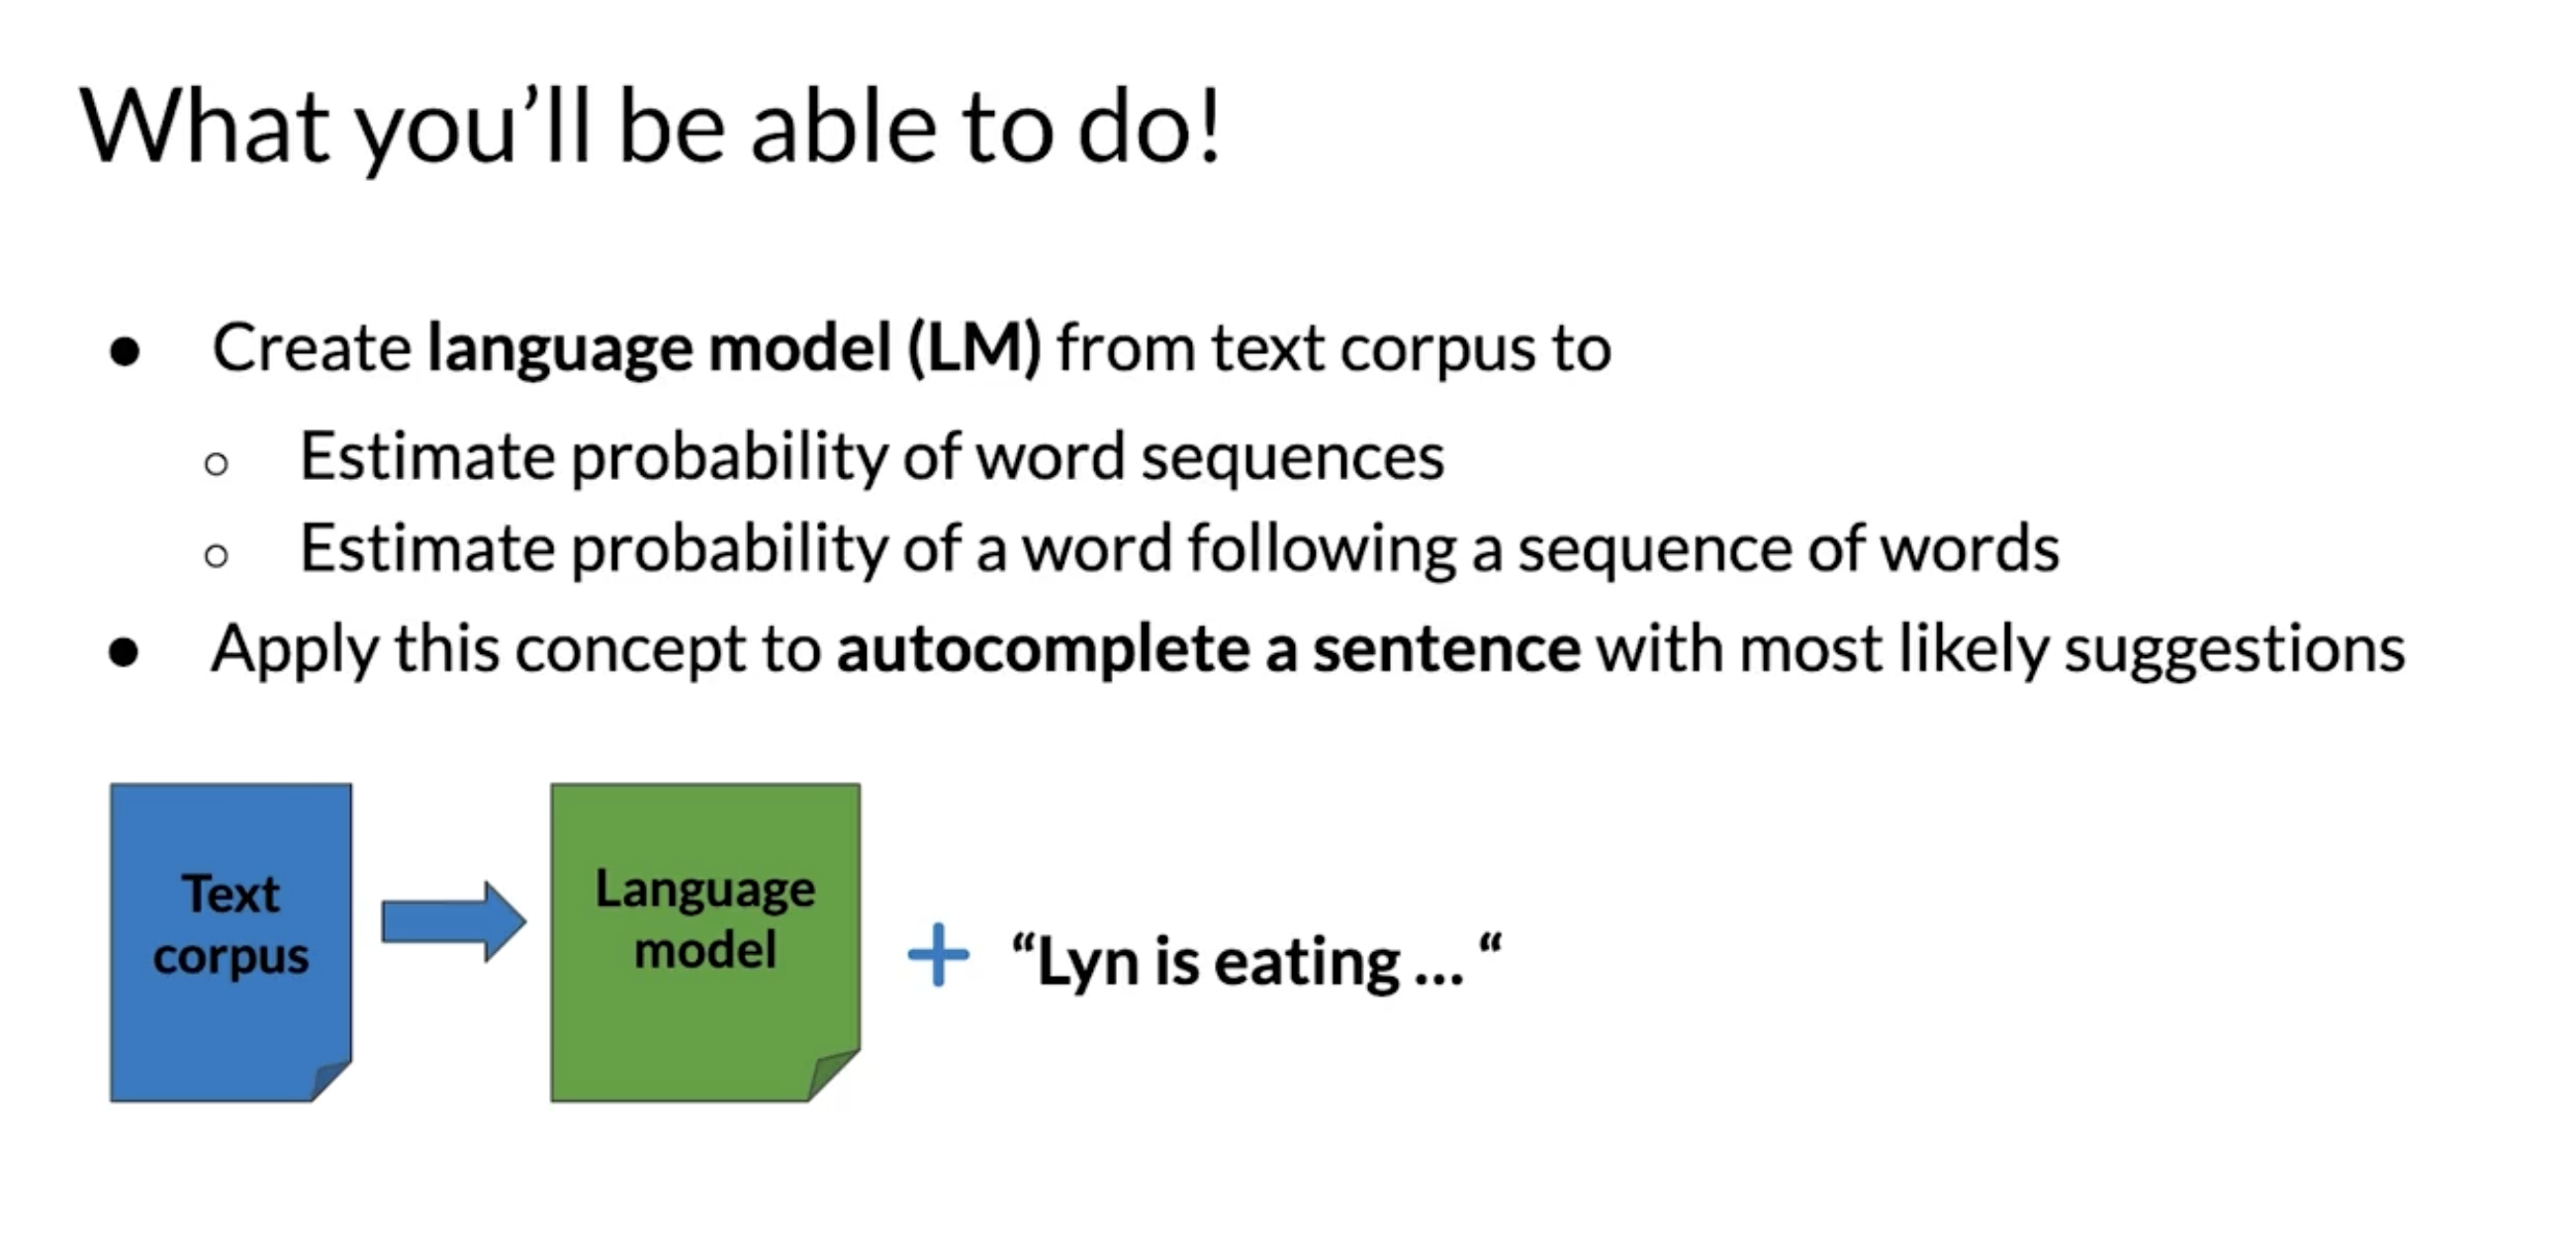 What you’ll be able to do!
● Create language model (LM) from text corpus to
○ Estimate probability of word sequences
○ Estimate probability of a word following a sequence of words
● Apply this concept to autocomplete a sentence with most likely suggestions
Text
corpus
Language
model
+ “Lyn is eating ... “